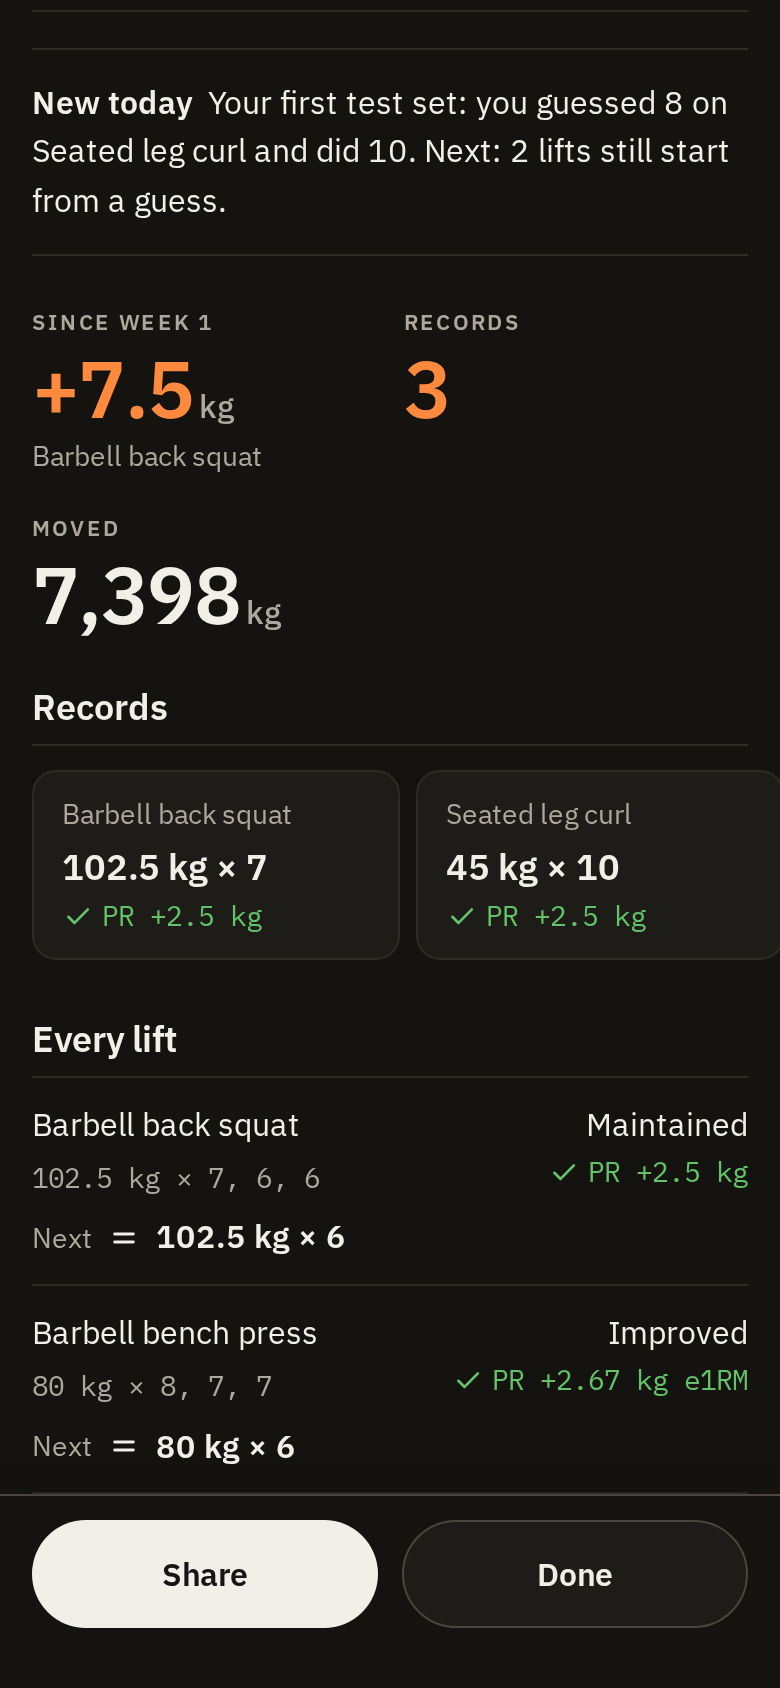 New today  Your first test set: you guessed 8 on
Seated leg curl and did 10. Next: 2 lifts still start
from a guess.
SINCE WEEK 1
+7.5 kg
Barbell back squat
RECORDS
3
MOVED
7,398 kg
Records
Barbell back squat
102.5 kg × 7
✓ PR +2.5 kg
Seated leg curl
45 kg × 10
✓ PR +2.5 kg
Every lift
Barbell back squat
Maintained
102.5 kg × 7, 6, 6
✓ PR +2.5 kg
Next = 102.5 kg × 6
Barbell bench press
Improved
80 kg × 8, 7, 7
✓ PR +2.67 kg e1RM
Next = 80 kg × 6
Share
Done